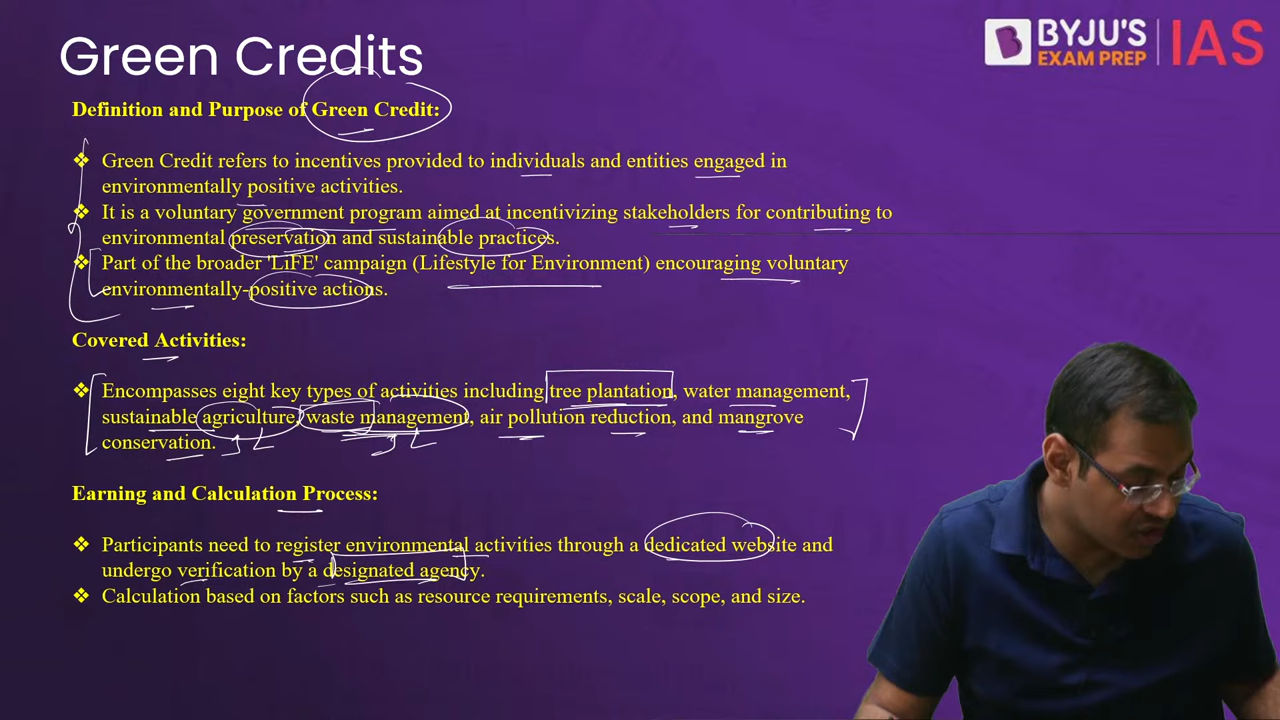 Green Credits
BYJU'S
EXAM PREP
IAS
Definition and Purpose of Green Credit:
❖ Green Credit refers to incentives provided to individuals and entities engaged in
environmentally positive activities.
❖ It is a voluntary government program aimed at incentivizing stakeholders for contributing to
environmental preservation and sustainable practices.
❖ Part of the broader 'LiFE' campaign (Lifestyle for Environment) encouraging voluntary
environmentally-positive actions.
Covered Activities:
❖ Encompasses eight key types of activities including tree plantation, water management,
sustainable agriculture, waste management, air pollution reduction, and mangrove
conservation.
Earning and Calculation Process:
❖ Participants need to register environmental activities through a dedicated website and
undergo verification by a designated agency.
❖ Calculation based on factors such as resource requirements, scale, scope, and size.